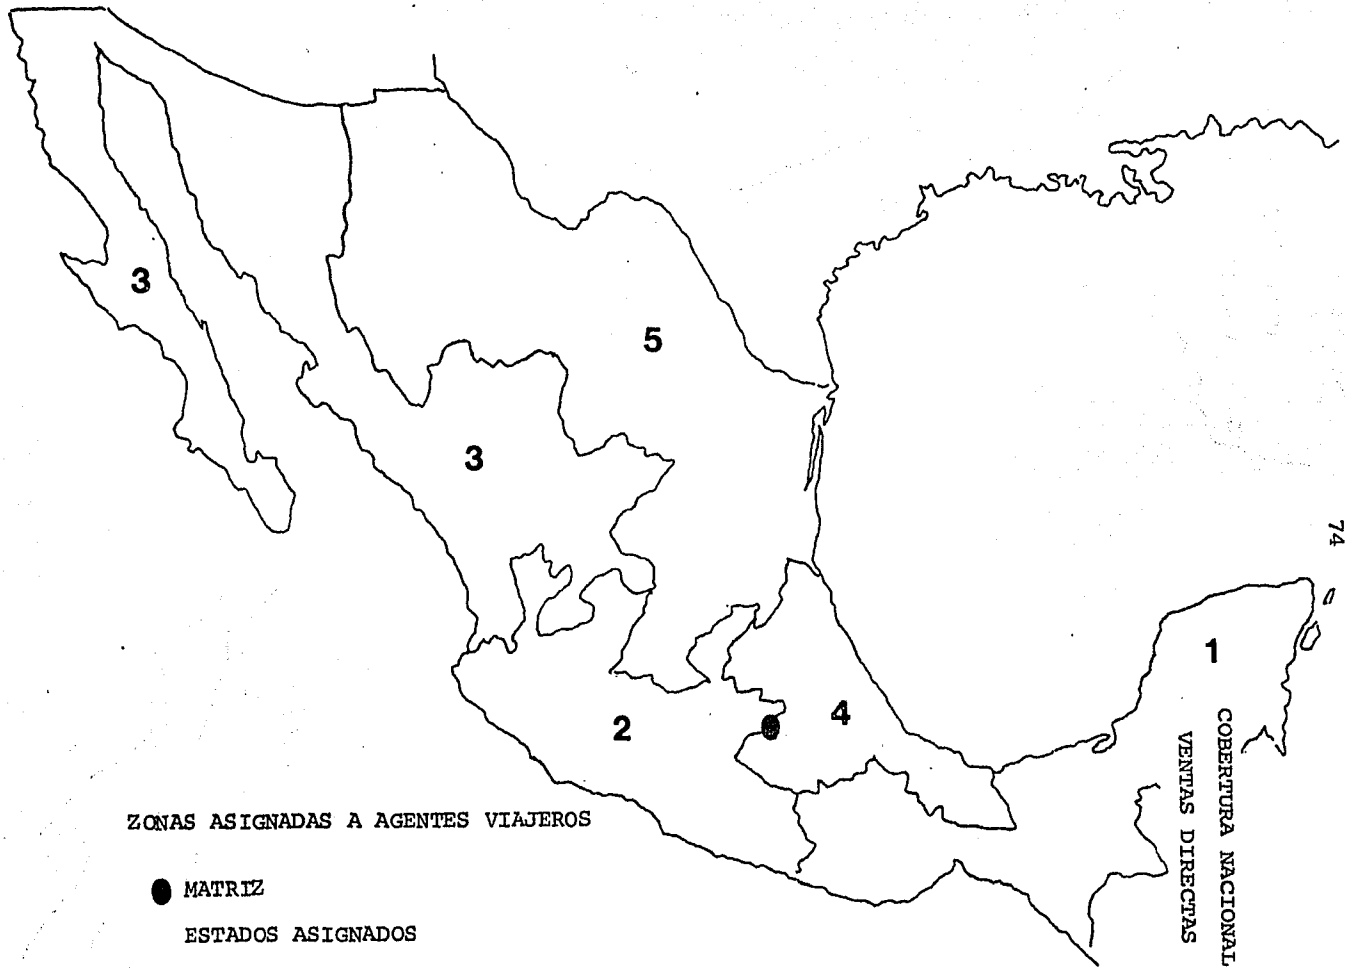 74
COBERTURA NACIONAL
VENTAS DIRECTAS
3
5
3
1
2
4
ZONAS ASIGNADAS A AGENTES VIAJEROS
MATRIZ
ESTADOS ASIGNADOS